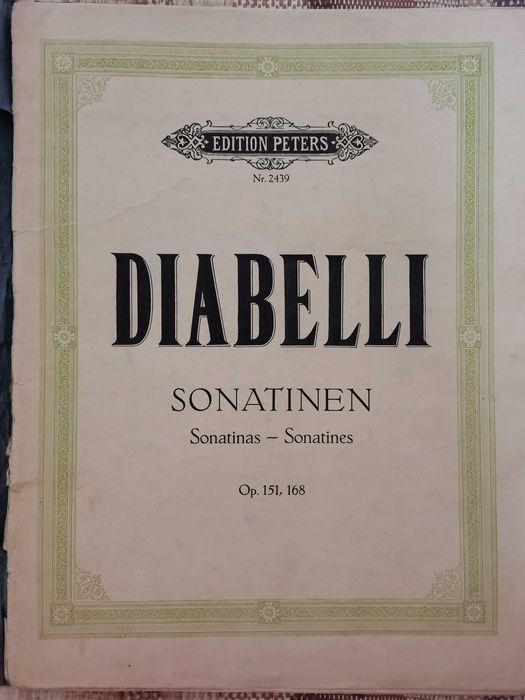 EDITION PETERS
Nr. 2439
DIABELLI
SONATINEN
Sonatinas – Sonatines
Op. 151, 168